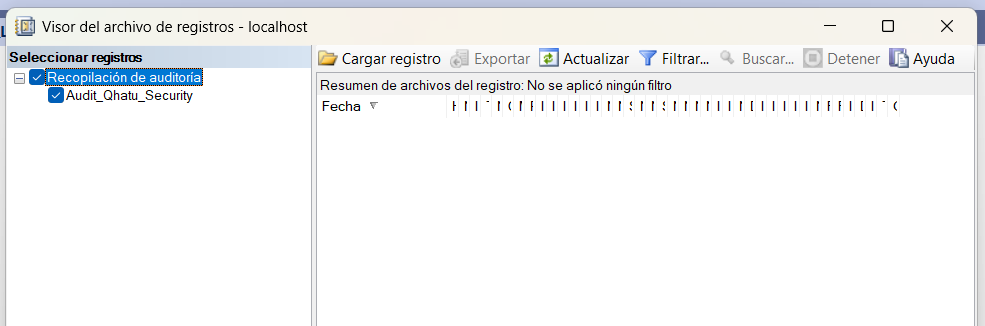 Visor del archivo de registros - localhost
Seleccionar registros
Recopilación de auditoría
Audit_Qhatu_Security
Cargar registro Exportar Actualizar Filtrar... Buscar... Detener Ayuda
Resumen de archivos del registro: No se aplicó ningún filtro
Fecha